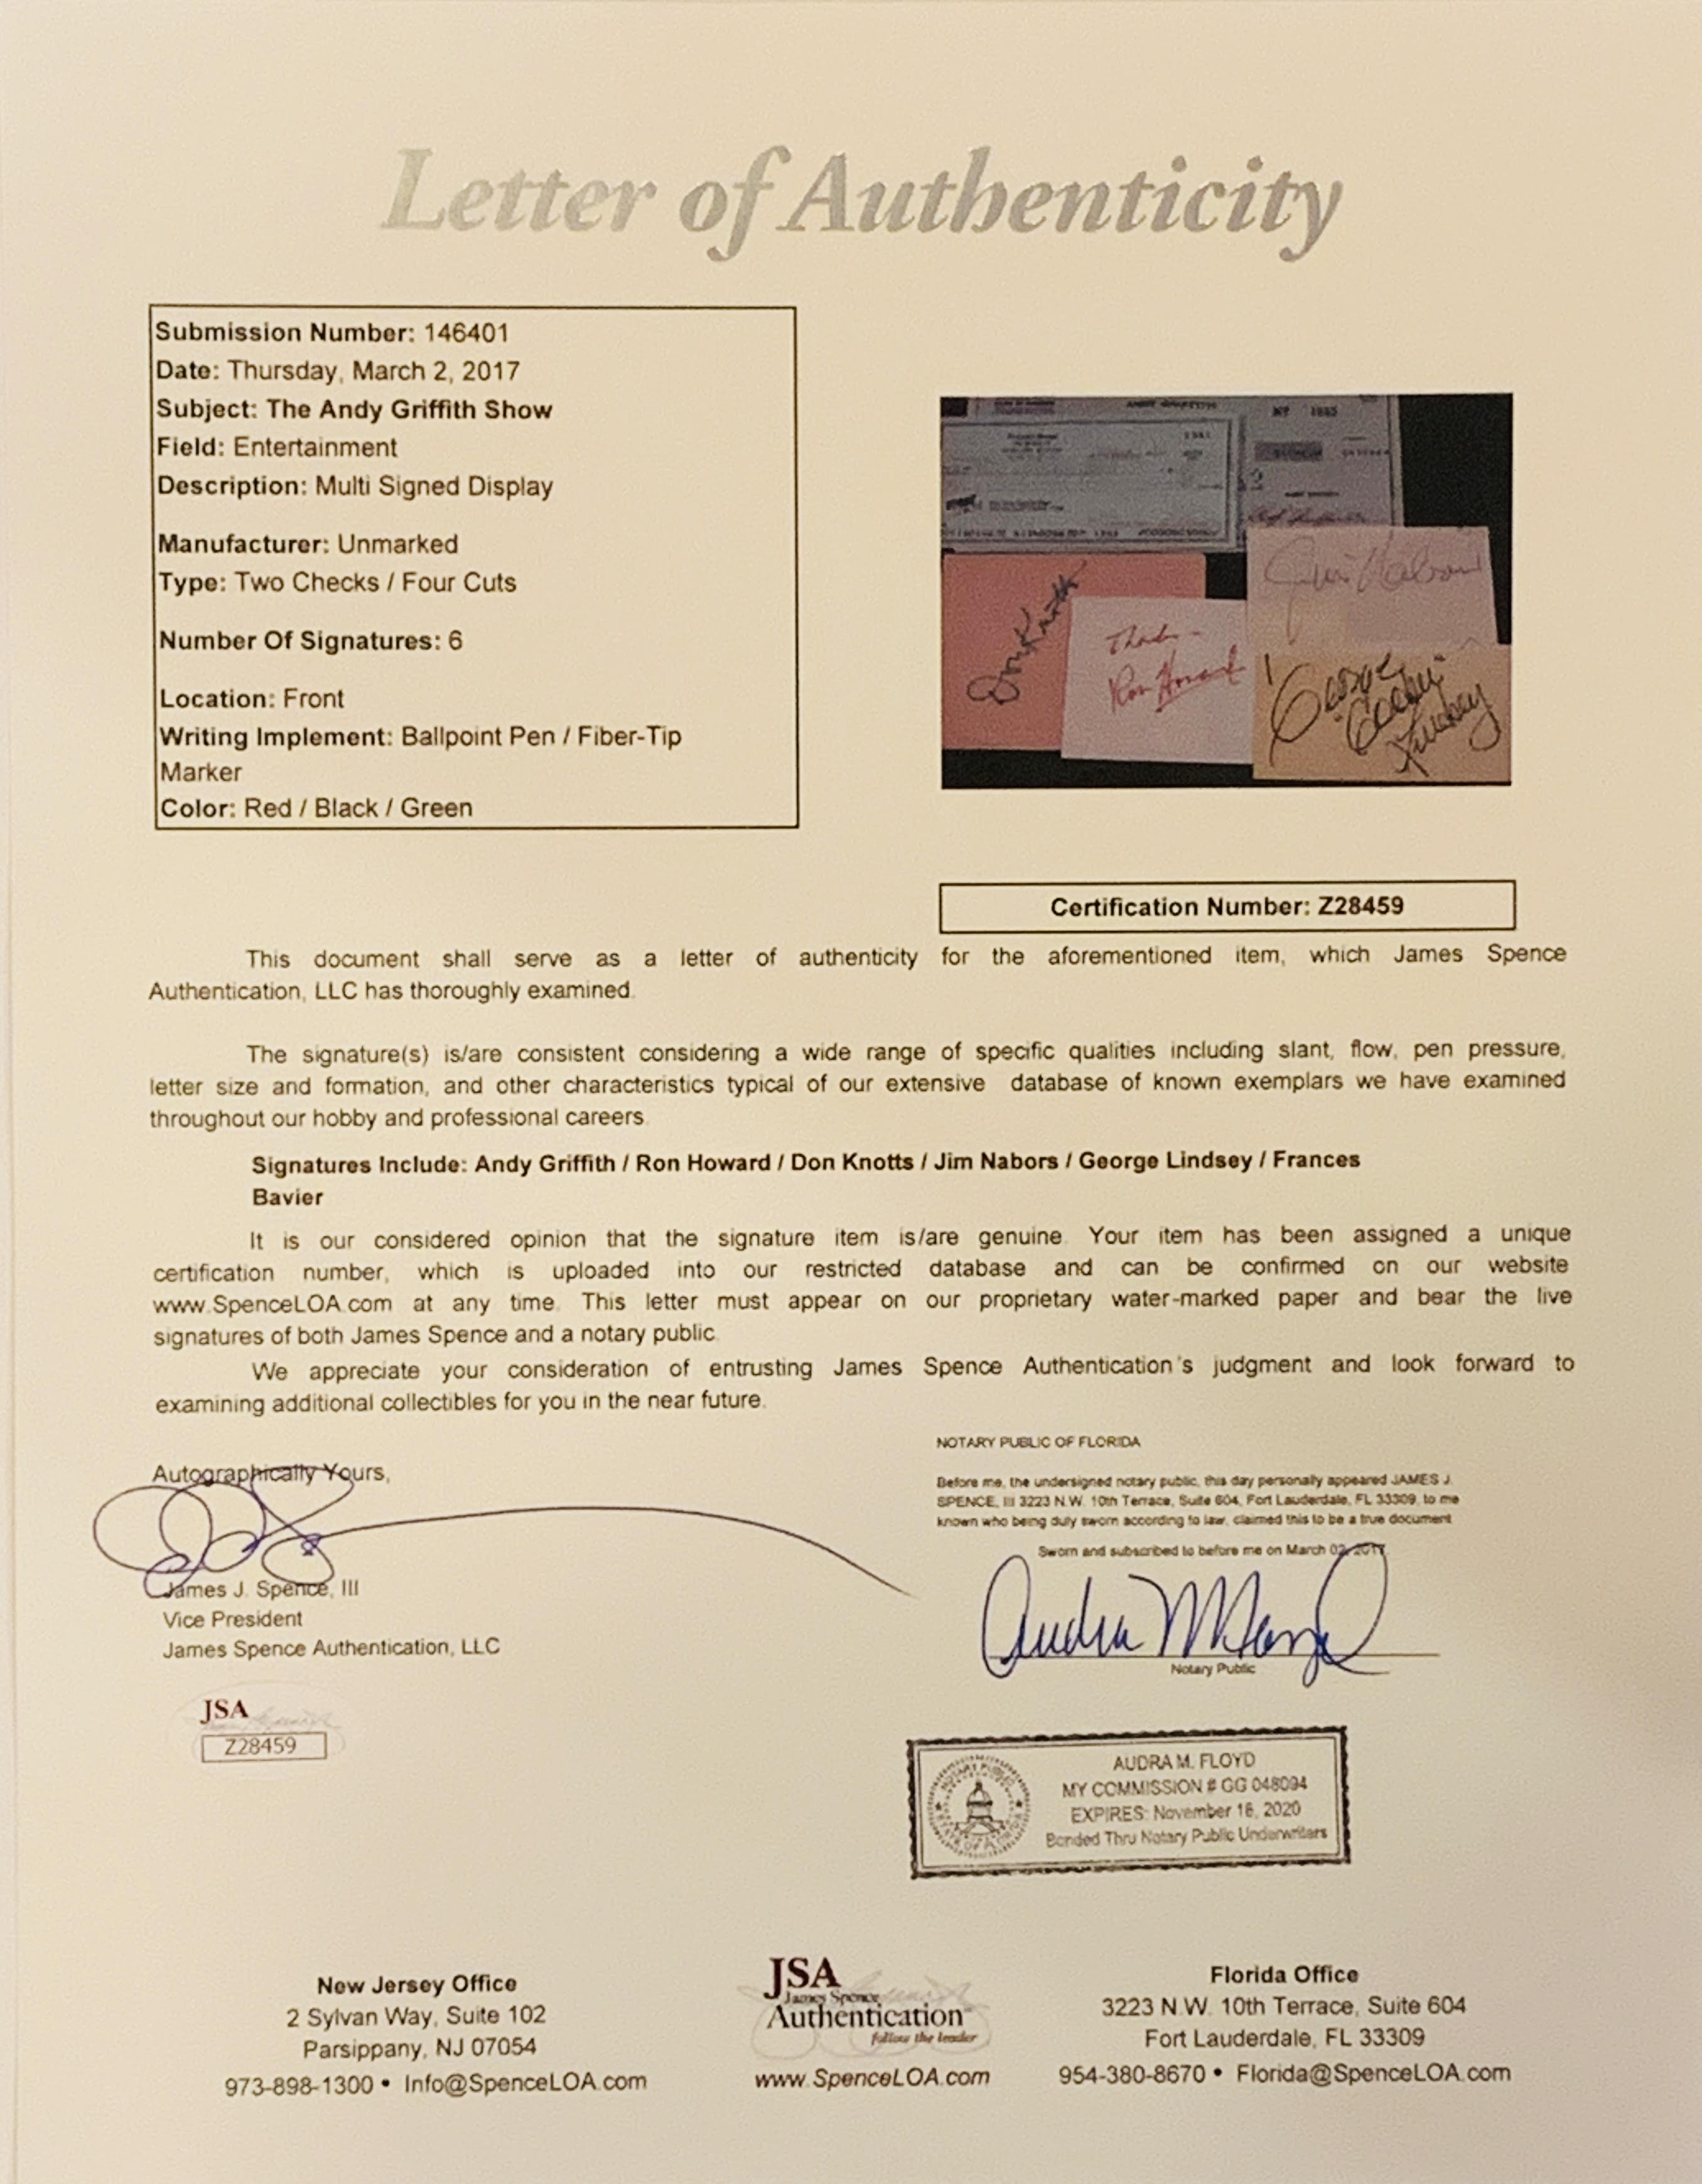 Letter of Authenticity
Submission Number: 146401
Date: Thursday, March 2, 2017
Subject: The Andy Griffith Show
Field: Entertainment
Description: Multi Signed Display
Manufacturer: Unmarked
Type: Two Checks / Four Cuts
Number Of Signatures: 6
Location: Front
Writing Implement: Ballpoint Pen / Fiber-Tip
Marker
Color: Red / Black / Green
Don Knotts
Thanks -
Ron Howard
Jim Nabors
George
"Goober"
Lindsey
Certification Number: Z28459
This document shall serve as a letter of authenticity for the aforementioned item, which James Spence
Authentication, LLC has thoroughly examined.
The signature(s) is/are consistent considering a wide range of specific qualities including slant, flow, pen pressure,
letter size and formation, and other characteristics typical of our extensive database of known exemplars we have examined
throughout our hobby and professional careers.
Signatures Include: Andy Griffith / Ron Howard / Don Knotts / Jim Nabors / George Lindsey / Frances
Bavier
It is our considered opinion that the signature item is/are genuine. Your item has been assigned a unique
certification number, which is uploaded into our restricted database and can be confirmed on our website
www.SpenceLOA.com at any time. This letter must appear on our proprietary water-marked paper and bear the live
signatures of both James Spence and a notary public.
We appreciate your consideration of entrusting James Spence Authentication's judgment and look forward to
examining additional collectibles for you in the near future.
Autographically Yours,
James J. Spence, III
Vice President
James Spence Authentication, LLC
JSA
Z28459
NOTARY PUBLIC OF FLORIDA
Before me, the undersigned notary public, this day personally appeared JAMES J.
SPENCE, III 3223 N.W. 10th Terrace, Suite 604, Fort Lauderdale, FL 33309, to me
known who being duly sworn according to law, claimed this to be a true document
Sworn and subscribed to before me on March 02, 2017.
Audra M Floyd
Notary Public
NOTARY PUBLIC
STATE OF FLORIDA
AUDRA M. FLOYD
MY COMMISSION # GG 048094
EXPIRES: November 16, 2020
Bonded Thru Notary Public Underwriters
New Jersey Office
2 Sylvan Way, Suite 102
Parsippany, NJ 07054
973-898-1300 • Info@SpenceLOA.com
JSA
James Spence
Authentication
follow the leader
www.SpenceLOA.com
Florida Office
3223 N.W. 10th Terrace, Suite 604
Fort Lauderdale, FL 33309
954-380-8670 • Florida@SpenceLOA.com